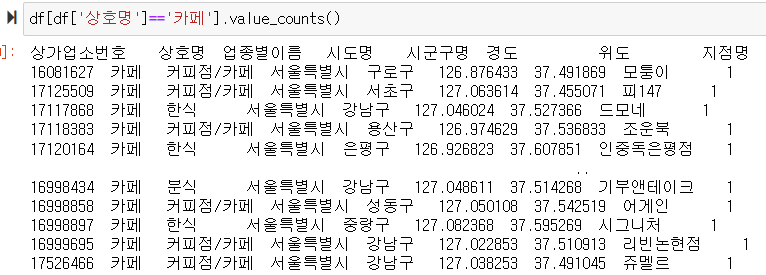 df[df['상호명']=='카페'].value_counts()
]: 상가업소번호 상호명 업종별이름 시도명 시군구명 경도 위도 지점명
16081627 카페 커피점/카페 서울특별시 구로구 126.876433 37.491869 모퉁이 1
17125509 카페 커피점/카페 서울특별시 서초구 127.063614 37.455071 피147 1
17117868 카페 한식 서울특별시 강남구 127.046024 37.527366 드모네 1
17118383 카페 커피점/카페 서울특별시 용산구 126.974629 37.536833 조운북 1
17120164 카페 한식 서울특별시 은평구 126.926823 37.607851 인중독은평점 1
..
16998434 카페 분식 서울특별시 강남구 127.048611 37.514268 기부앤테이크 1
16998858 카페 커피점/카페 서울특별시 성동구 127.050108 37.542519 어게인 1
16998897 카페 한식 서울특별시 중랑구 127.082368 37.595269 시그니처 1
16999695 카페 커피점/카페 서울특별시 강남구 127.022853 37.510913 리빈논현점 1
17526466 카페 커피점/카페 서울특별시 강남구 127.038253 37.491045 쥬멜르 1